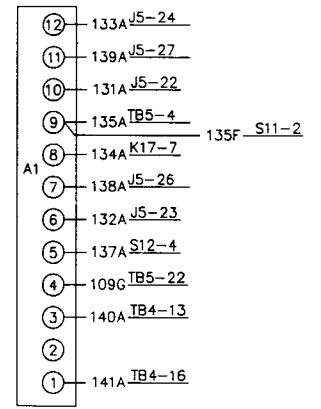 12 133A J5-24
11 139A J5-27
10 131A J5-22
9 135A TB5-4
135F S11-2
8 134A K17-7
A1
7 138A J5-26
6 132A J5-23
5 137A S12-4
4 109G TB5-22
3 140A TB4-13
2
1 141A TB4-16